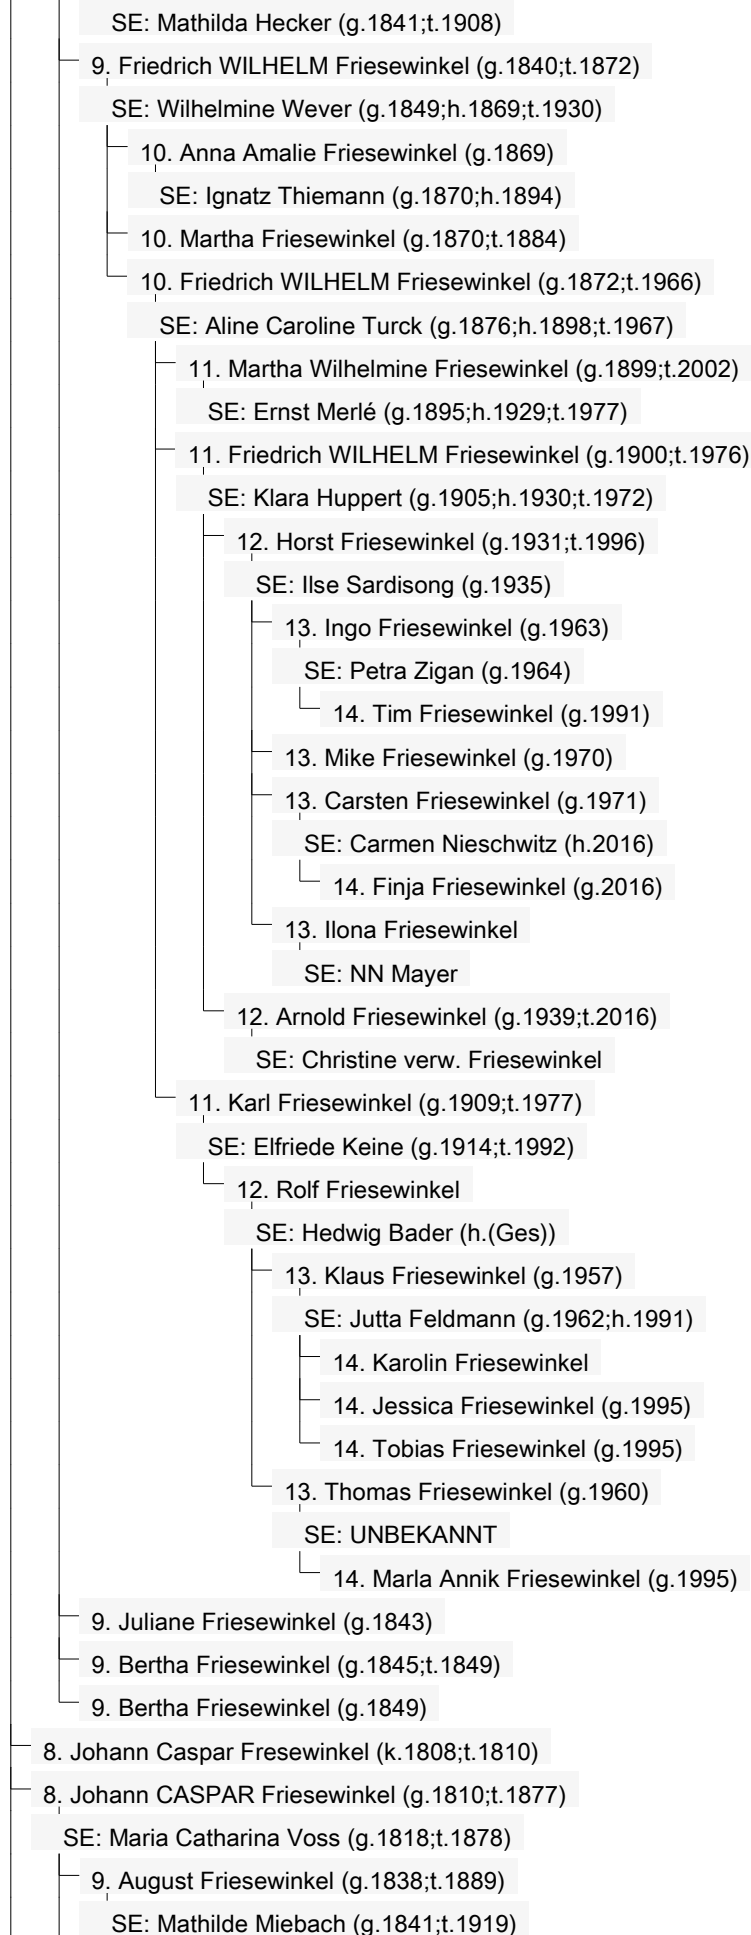 SE: Mathilda Hecker (g.1841;t.1908)
9. Friedrich WILHELM Friesewinkel (g.1840;t.1872)
SE: Wilhelmine Wever (g.1849;h.1869;t.1930)
10. Anna Amalie Friesewinkel (g.1869)
SE: Ignatz Thiemann (g.1870;h.1894)
10. Martha Friesewinkel (g.1870;t.1884)
10. Friedrich WILHELM Friesewinkel (g.1872;t.1966)
SE: Aline Caroline Turck (g.1876;h.1898;t.1967)
11. Martha Wilhelmine Friesewinkel (g.1899;t.2002)
SE: Ernst Merlé (g.1895;h.1929;t.1977)
11. Friedrich WILHELM Friesewinkel (g.1900;t.1976)
SE: Klara Huppert (g.1905;h.1930;t.1972)
12. Horst Friesewinkel (g.1931;t.1996)
SE: Ilse Sardisong (g.1935)
13. Ingo Friesewinkel (g.1963)
SE: Petra Zigan (g.1964)
14. Tim Friesewinkel (g.1991)
13. Mike Friesewinkel (g.1970)
13. Carsten Friesewinkel (g.1971)
SE: Carmen Nieschwitz (h.2016)
14. Finja Friesewinkel (g.2016)
13. Ilona Friesewinkel
SE: NN Mayer
12. Arnold Friesewinkel (g.1939;t.2016)
SE: Christine verw. Friesewinkel
11. Karl Friesewinkel (g.1909;t.1977)
SE: Elfriede Keine (g.1914;t.1992)
12. Rolf Friesewinkel
SE: Hedwig Bader (h.(Ges))
13. Klaus Friesewinkel (g.1957)
SE: Jutta Feldmann (g.1962;h.1991)
14. Karolin Friesewinkel
14. Jessica Friesewinkel (g.1995)
14. Tobias Friesewinkel (g.1995)
13. Thomas Friesewinkel (g.1960)
SE: UNBEKANNT
14. Marla Annik Friesewinkel (g.1995)
9. Juliane Friesewinkel (g.1843)
9. Bertha Friesewinkel (g.1845;t.1849)
9. Bertha Friesewinkel (g.1849)
8. Johann Caspar Fresewinkel (k.1808;t.1810)
8. Johann CASPAR Friesewinkel (g.1810;t.1877)
SE: Maria Catharina Voss (g.1818;t.1878)
9. August Friesewinkel (g.1838;t.1889)
SE: Mathilde Miebach (g.1841;t.1919)